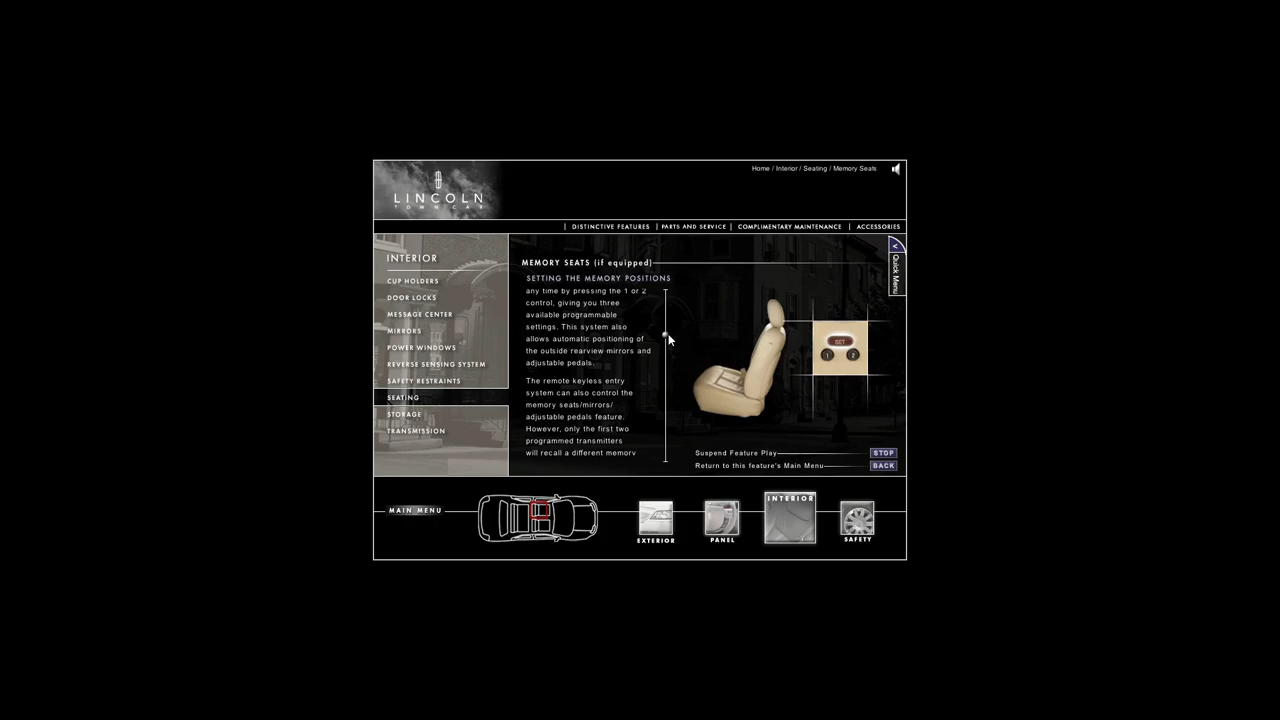 Home / Interior / Seating / Memory Seats
LINCOLN
TOWN CAR
DISTINCTIVE FEATURES
PARTS AND SERVICE
COMPLIMENTARY MAINTENANCE
ACCESSORIES
Quick Menu
INTERIOR
CUP HOLDERS
DOOR LOCKS
MESSAGE CENTER
MIRRORS
POWER WINDOWS
REVERSE SENSING SYSTEM
SAFETY RESTRAINTS
SEATING
STORAGE
TRANSMISSION
MEMORY SEATS (if equipped)
SETTING THE MEMORY POSITIONS
any time by pressing the 1 or 2
control, giving you three
available programmable
settings. This system also
allows automatic positioning of
the outside rearview mirrors and
adjustable pedals.
The remote keyless entry
system can also control the
memory seats/mirrors/
adjustable pedals feature.
However, only the first two
programmed transmitters
will recall a different memory
SET
1 2
Suspend Feature Play
STOP
Return to this feature's Main Menu
BACK
MAIN MENU
EXTERIOR
PANEL
INTERIOR
SAFETY